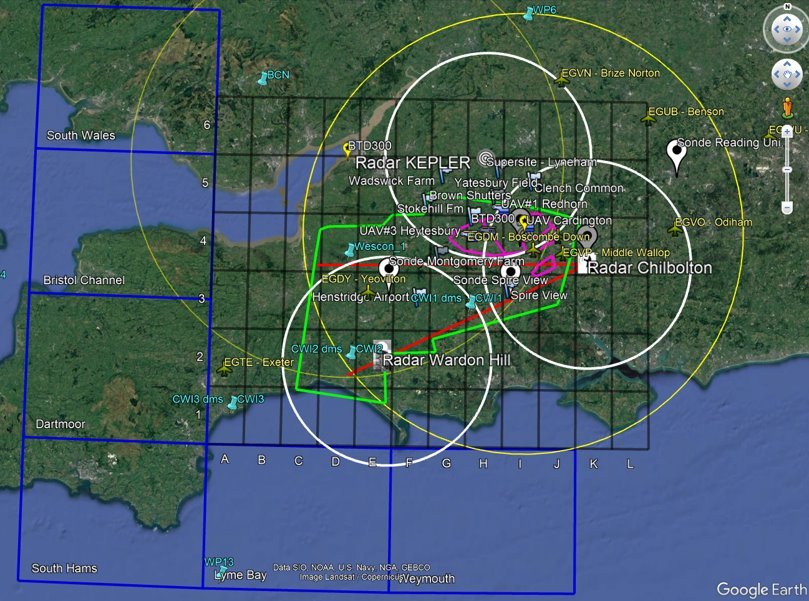 N
WP6
BCN
EGVN - Brize Norton
EGUB - Benson
6
South Wales
BTD300
Radar KEPLER
Supersite - Lyneham
Sonde Reading Uni
5
Wadswick Farm
Yatesbury Field
Clench Common
Brown Shutters
Stokehill Fm
UAV#1 Redhorn
BTD300
UAV Cardington
EGVO - Odiham
UAV#3 Heytesbury
EGDM - Boscombe Down
4
Wescon_1
EGVP - Middle Wallop
Sonde Montgomery Farm
Radar Chilbolton
Bristol Channel
EGDY - Yeovilton
Sonde Spire View
3
Henstridge Airport
CWI1 dms
CWI1
Spire View
2
CWI2 dms
CWI2
Radar Wardon Hill
EGTE - Exeter
CWI3 dms
CWI3
1
Dartmoor
A B C D E F G H I J K L
WP13
South Hams
Lyme Bay
Data SIO, NOAA, U.S. Navy, NGA, GEBCO
Image Landsat / Copernicus
Weymouth
Google Earth